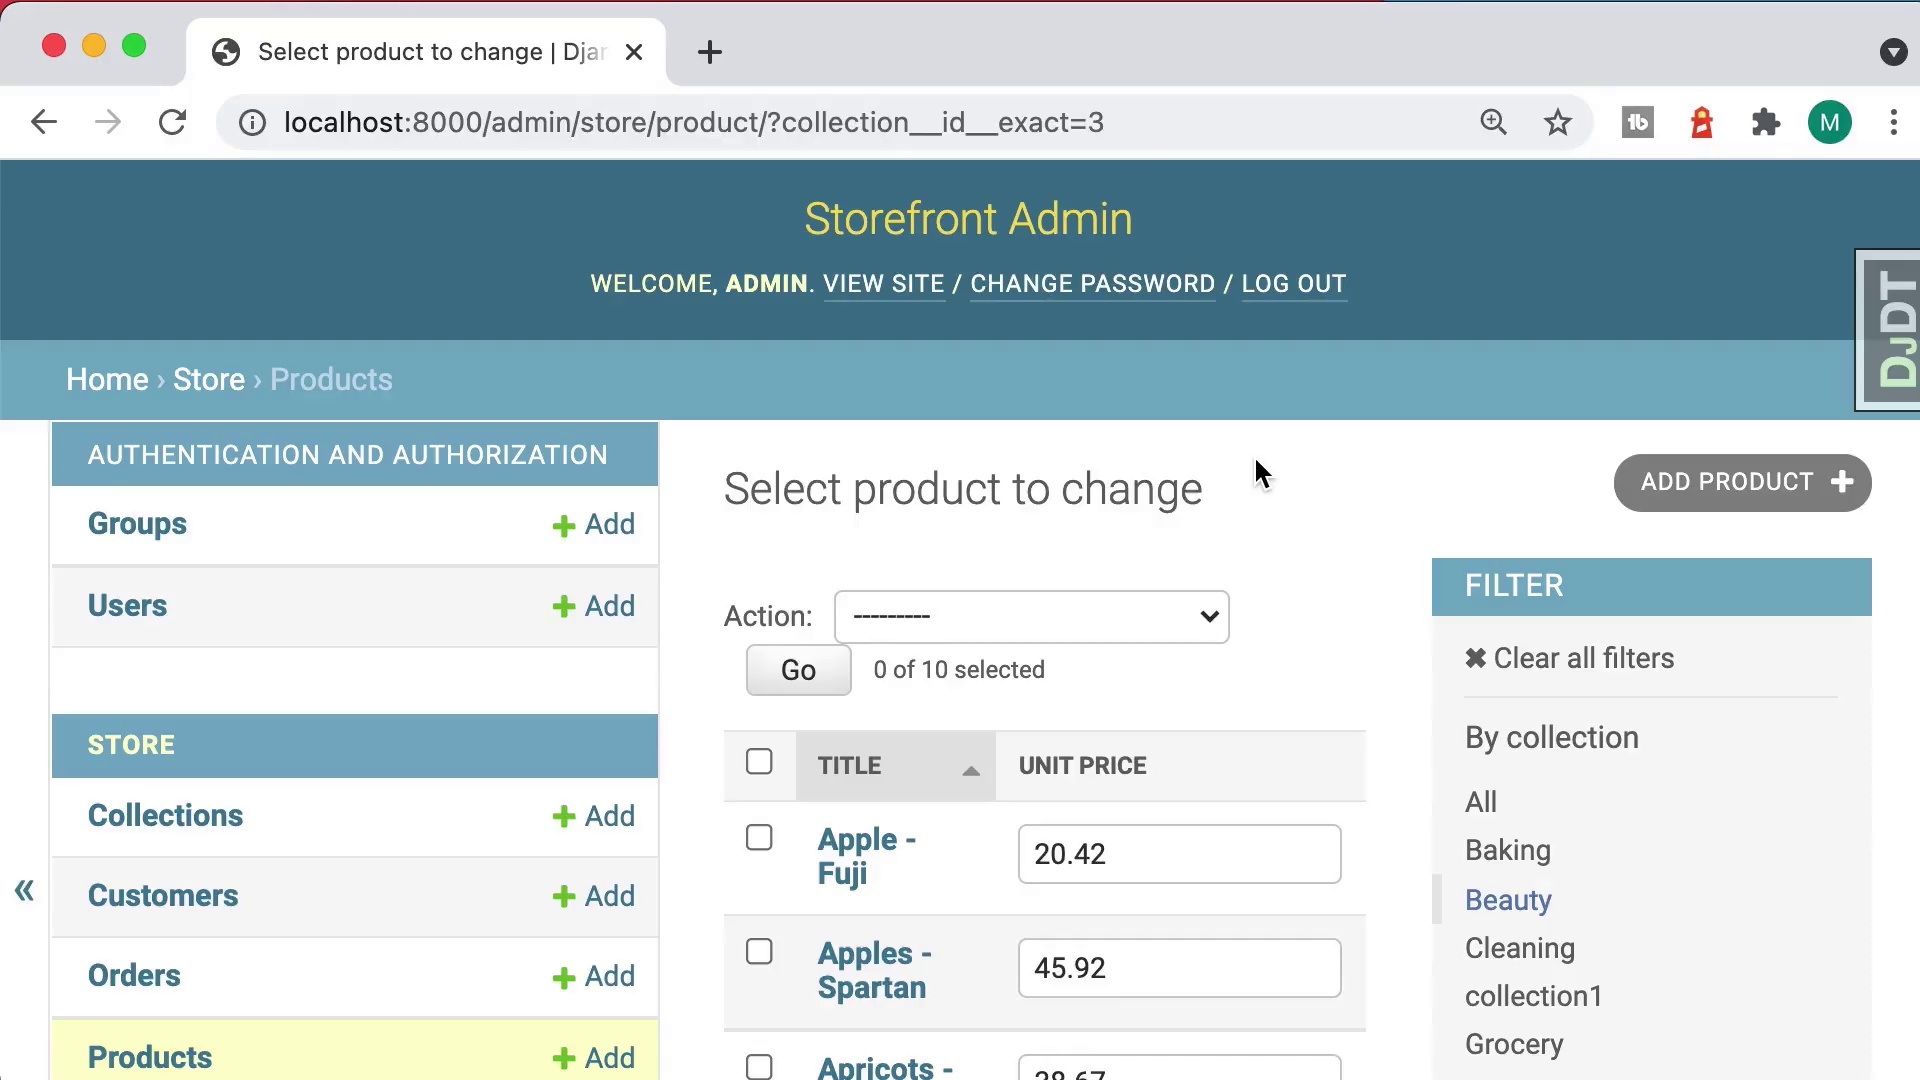 Select product to change | Djan
localhost:8000/admin/store/product/?collection__id__exact=3
M
Storefront Admin
WELCOME, ADMIN. VIEW SITE / CHANGE PASSWORD / LOG OUT
DJDT
Home › Store › Products
AUTHENTICATION AND AUTHORIZATION
Groups
Add
Users
Add
STORE
Collections
Add
Customers
Add
Orders
Add
Products
Add
«
Select product to change
ADD PRODUCT
Action:
---------
Go
0 of 10 selected
TITLE
UNIT PRICE
Apple -
Fuji
20.42
Apples -
Spartan
45.92
Apricots -
38.67
FILTER
✖ Clear all filters
By collection
All
Baking
Beauty
Cleaning
collection1
Grocery